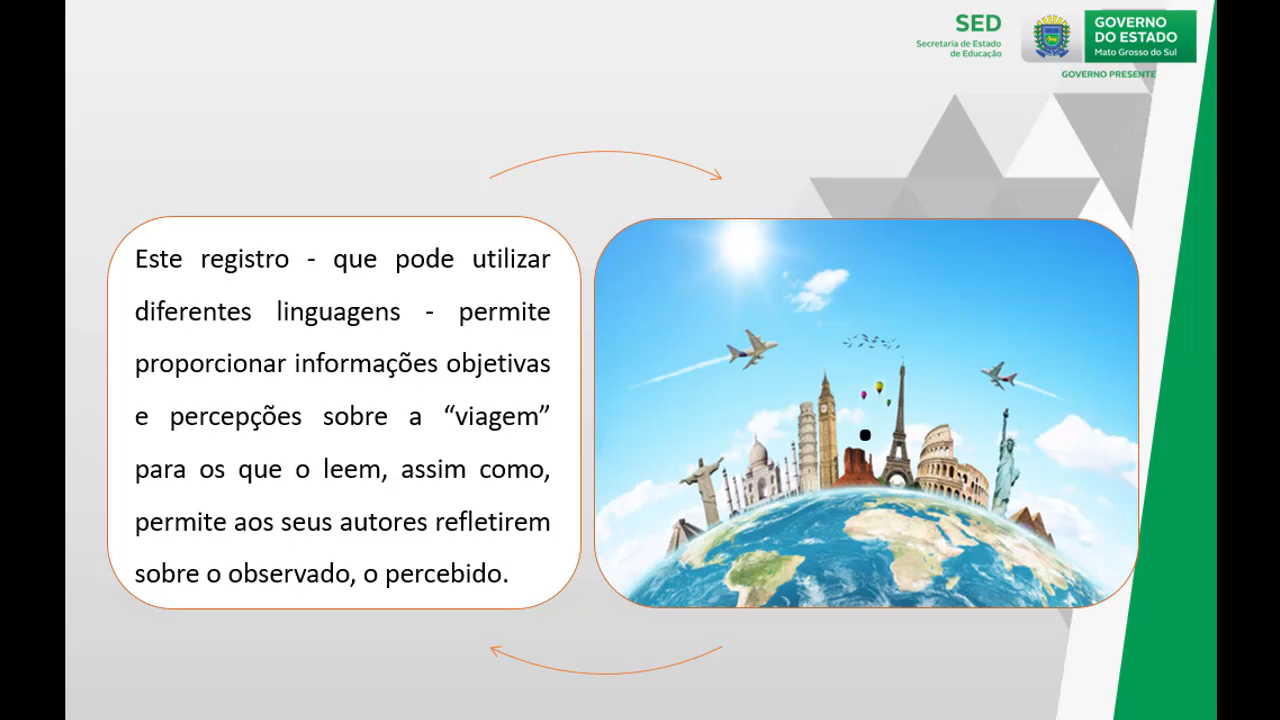 SED
Secretaria de Estado
de Educação
GOVERNO
DO ESTADO
Mato Grosso do Sul
GOVERNO PRESENTE
Este registro - que pode utilizar
diferentes linguagens - permite
proporcionar informações objetivas
e percepções sobre a “viagem”
para os que o leem, assim como,
permite aos seus autores refletirem
sobre o observado, o percebido.